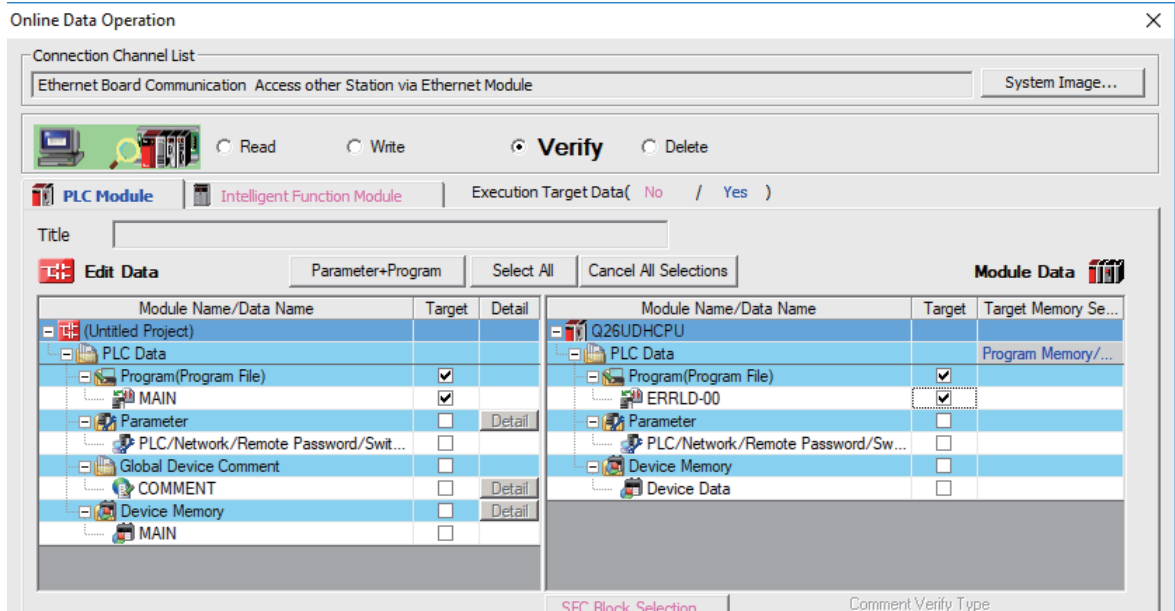 Online Data Operation
Connection Channel List
Ethernet Board Communication  Access other Station via Ethernet Module
System Image...
Read
Write
Verify
Delete
PLC Module
Intelligent Function Module
Execution Target Data( No / Yes )
Title
Edit Data
Parameter+Program
Select All
Cancel All Selections
Module Data
Module Name/Data Name Target Detail
(Untitled Project)
PLC Data
Program(Program File)
MAIN
Parameter Detail
PLC/Network/Remote Password/Swit...
Global Device Comment
COMMENT Detail
Device Memory Detail
MAIN
Module Name/Data Name Target Target Memory Se...
Q26UDHCPU
PLC Data Program Memory/...
Program(Program File)
ERRLD-00
Parameter
PLC/Network/Remote Password/Sw...
Device Memory
Device Data
SFC Block Selection...
Comment Verify Type